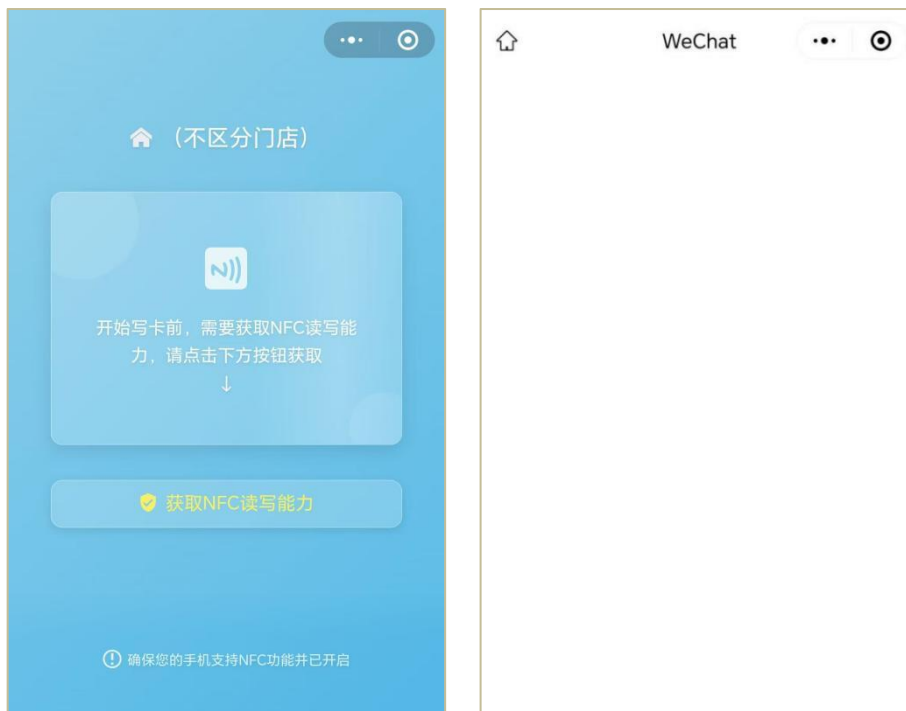 （不区分门店）
开始写卡前，需要获取NFC读写能
力，请点击下方按钮获取
↓
获取NFC读写能力
确保您的手机支持NFC功能并已开启
WeChat